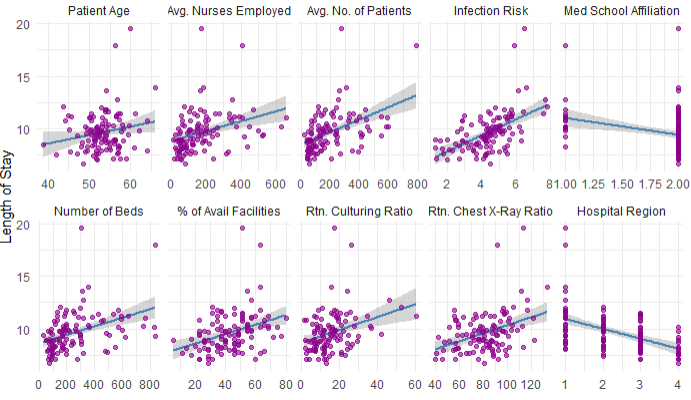 Patient Age
Avg. Nurses Employed
Avg. No. of Patients
Infection Risk
Med School Affiliation
20
15
10
40 50 60
0 200 400 600
0 200 400 600 800
2 4 6 8
1.00 1.25 1.50 1.75 2.00
Length of Stay
Number of Beds
% of Avail Facilities
Rtn. Culturing Ratio
Rtn. Chest X-Ray Ratio
Hospital Region
20
15
10
0 200 400 600 800
20 40 60 80
0 20 40 60
40 60 80 100 120
1 2 3 4